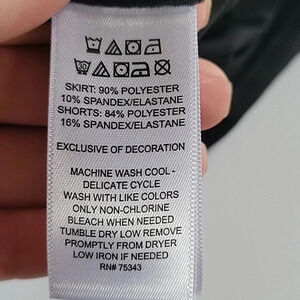 SKIRT: 90% POLYESTER
10% SPANDEX/ELASTANE
SHORTS: 84% POLYESTER
16% SPANDEX/ELASTANE
EXCLUSIVE OF DECORATION
MACHINE WASH COOL -
DELICATE CYCLE
WASH WITH LIKE COLORS
ONLY NON-CHLORINE
BLEACH WHEN NEEDED
TUMBLE DRY LOW REMOVE
PROMPTLY FROM DRYER
LOW IRON IF NEEDED
RN# 75343